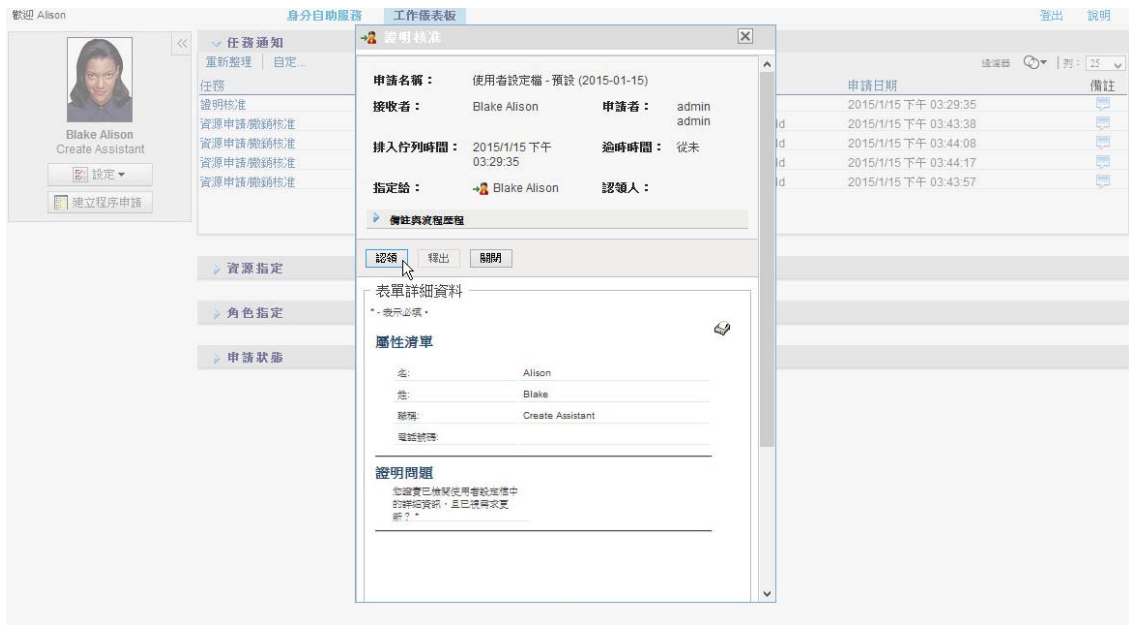 歡迎 Alison
身分自助服務
工作儀表板
登出
說明
Blake Alison
Create Assistant
設定
建立程序申請
任務通知
重新整理
自定...
過濾器
列:
25
任務
申請日期
備註
證明核准
2015/1/15 下午 03:29:35
資源申請/撤銷核准
ld
2015/1/15 下午 03:43:38
資源申請/撤銷核准
ld
2015/1/15 下午 03:44:08
資源申請/撤銷核准
ld
2015/1/15 下午 03:44:17
資源申請/撤銷核准
ld
2015/1/15 下午 03:43:57
資源指定
角色指定
申請狀態
證明核准
申請名稱：
使用者設定檔 - 預設 (2015-01-15)
接收者：
Blake Alison
申請者：
admin
admin
排入佇列時間：
2015/1/15 下午
03:29:35
逾時時間：
從未
指定給：
Blake Alison
認領人：
備註與流程歷程
認領
釋出
關閉
表單詳細資料
* - 表示必填。
屬性清單
名:
Alison
姓:
Blake
職稱:
Create Assistant
電話號碼:
證明問題
您證實已檢閱使用者設定檔中
的詳細資訊，且已視需求更
新？ *